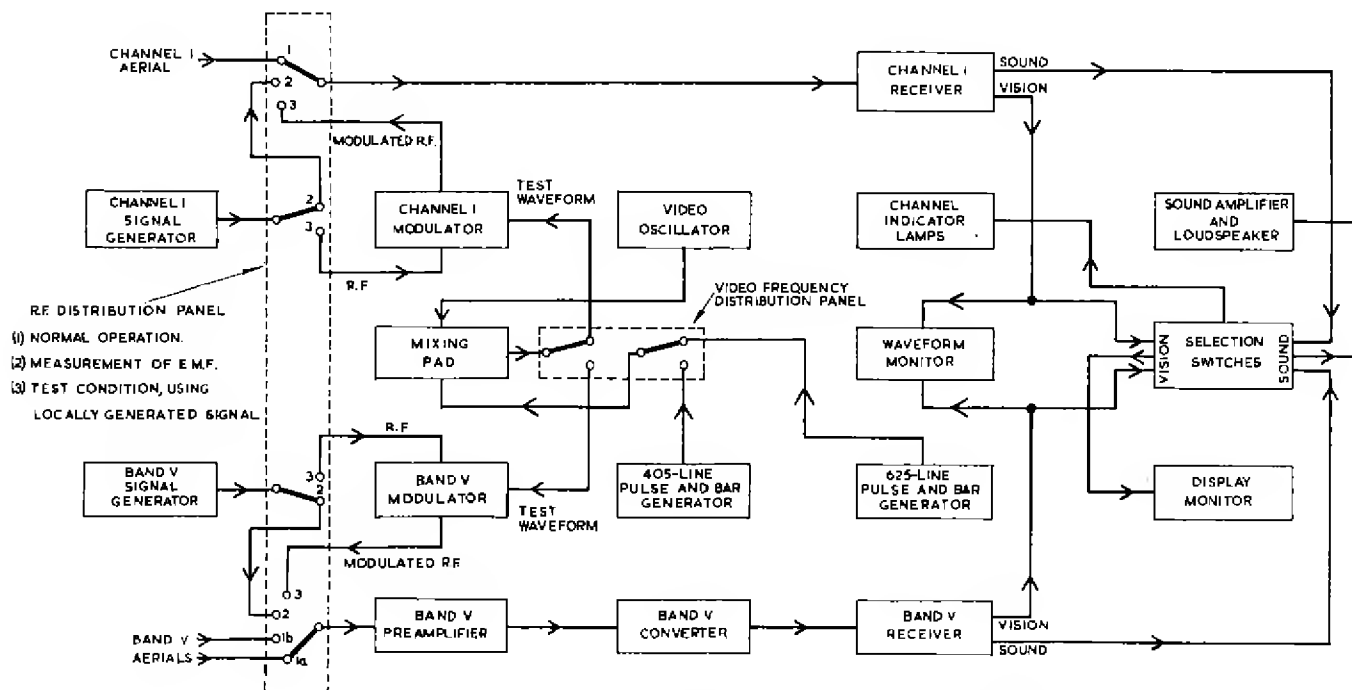 CHANNEL I
AERIAL
1
2
3
MODULATED R.F.
CHANNEL I
RECEIVER
SOUND
VISION
CHANNEL I
SIGNAL
GENERATOR
2
3
R.F
CHANNEL I
MODULATOR
TEST
WAVEFORM
VIDEO
OSCILLATOR
CHANNEL
INDICATOR
LAMPS
SOUND AMPLIFIER
AND
LOUDSPEAKER
R.F. DISTRIBUTION PANEL
(1) NORMAL OPERATION.
(2) MEASUREMENT OF E.M.F.
(3) TEST CONDITION, USING
LOCALLY GENERATED SIGNAL
MIXING
PAD
VIDEO FREQUENCY
DISTRIBUTION PANEL
WAVEFORM
MONITOR
VISION
SELECTION
SWITCHES
SOUND
BAND V
SIGNAL
GENERATOR
R.F
3
2
BAND V
MODULATOR
TEST
WAVEFORM
405-LINE
PULSE AND BAR
GENERATOR
625-LINE
PULSE AND BAR
GENERATOR
DISPLAY
MONITOR
MODULATED R.F
3
2
1b
1a
BAND V
AERIALS
BAND V
PREAMPLIFIER
BAND V
CONVERTER
BAND V
RECEIVER
VISION
SOUND